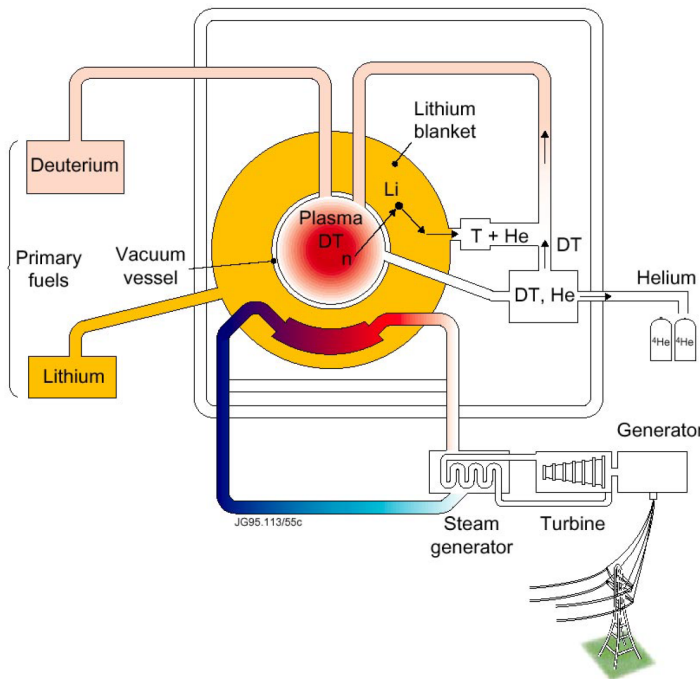 Lithium
blanket
Deuterium
Li
Plasma
DT
n
T + He
Primary
fuels
Vacuum
vessel
DT
Helium
DT, He
⁴He
⁴He
Lithium
Generator
JG95.113/55c
Steam
generator
Turbine